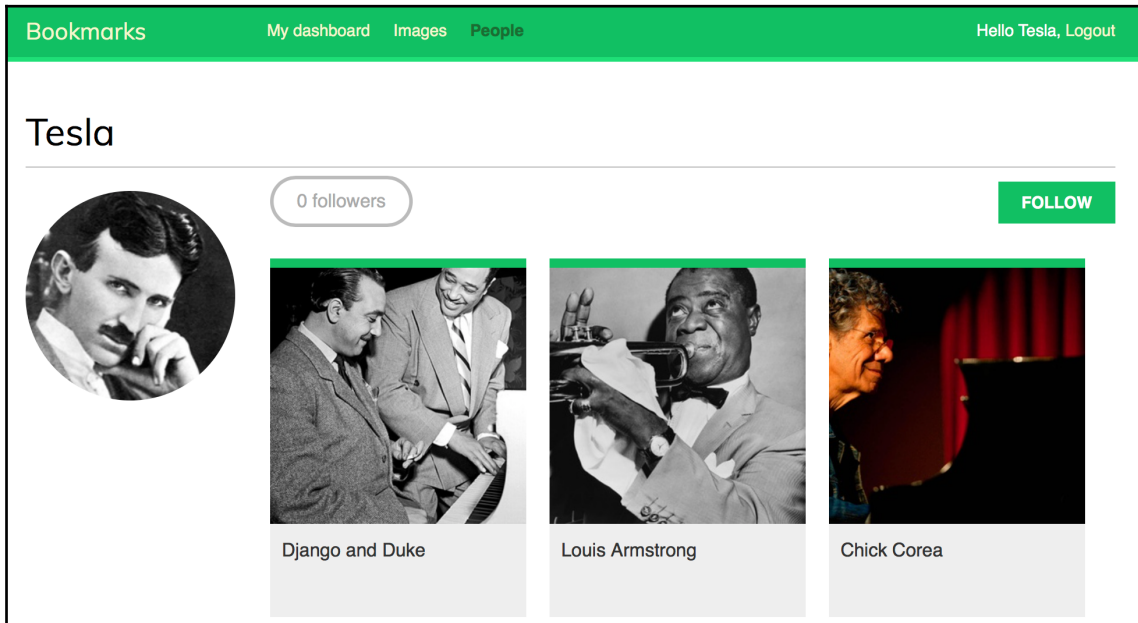 Bookmarks My dashboard Images People Hello Tesla, Logout
Tesla
0 followers FOLLOW
Django and Duke Louis Armstrong Chick Corea